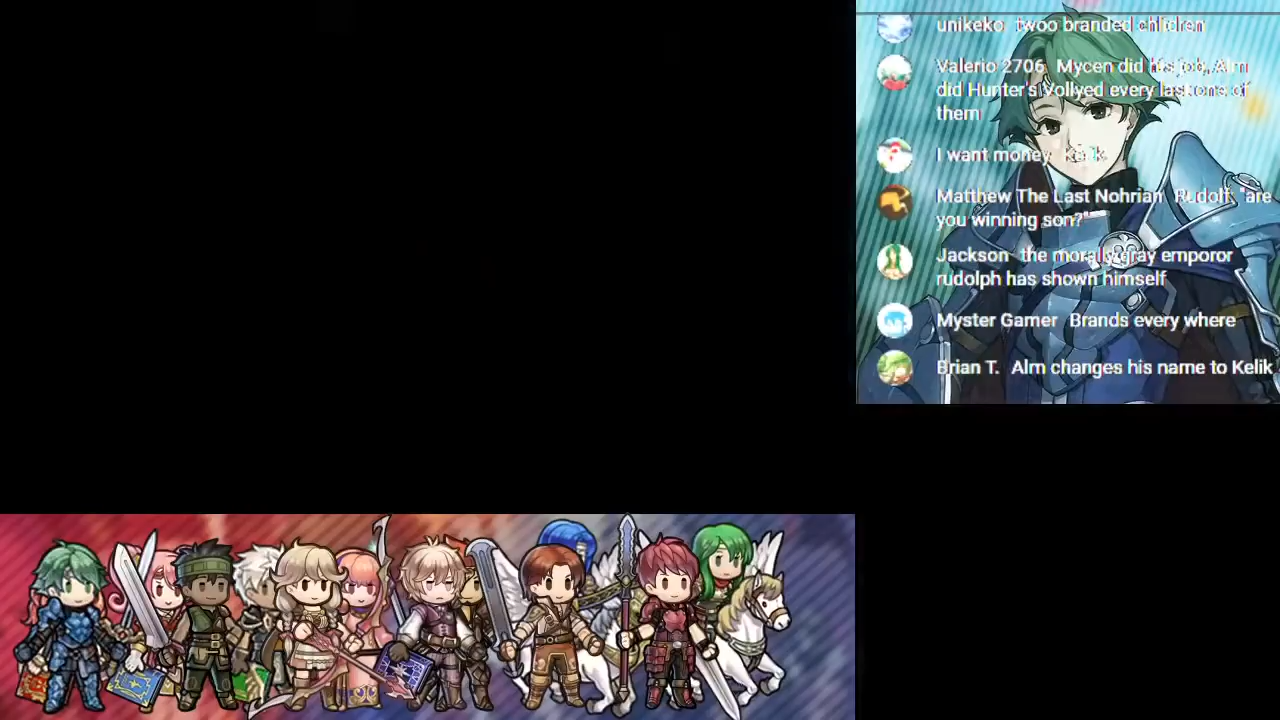 unikeko twoo branded children
Valerio 2706 Mycen did his job, Alm
did Hunter's Vollyed every last one of
them
I want money Kelik
Matthew The Last Nohrian Rudolf: "are
you winning son?"
Jackson the morally gray emporor
rudolph has shown himself
Myster Gamer Brands every where
Brian T. Alm changes his name to Kelik